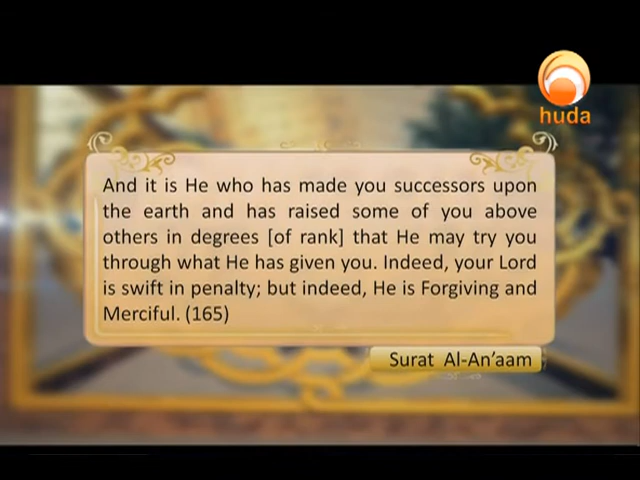 huda
And it is He who has made you successors upon
the earth and has raised some of you above
others in degrees [of rank] that He may try you
through what He has given you. Indeed, your Lord
is swift in penalty; but indeed, He is Forgiving and
Merciful. (165)
Surat Al-An’aam